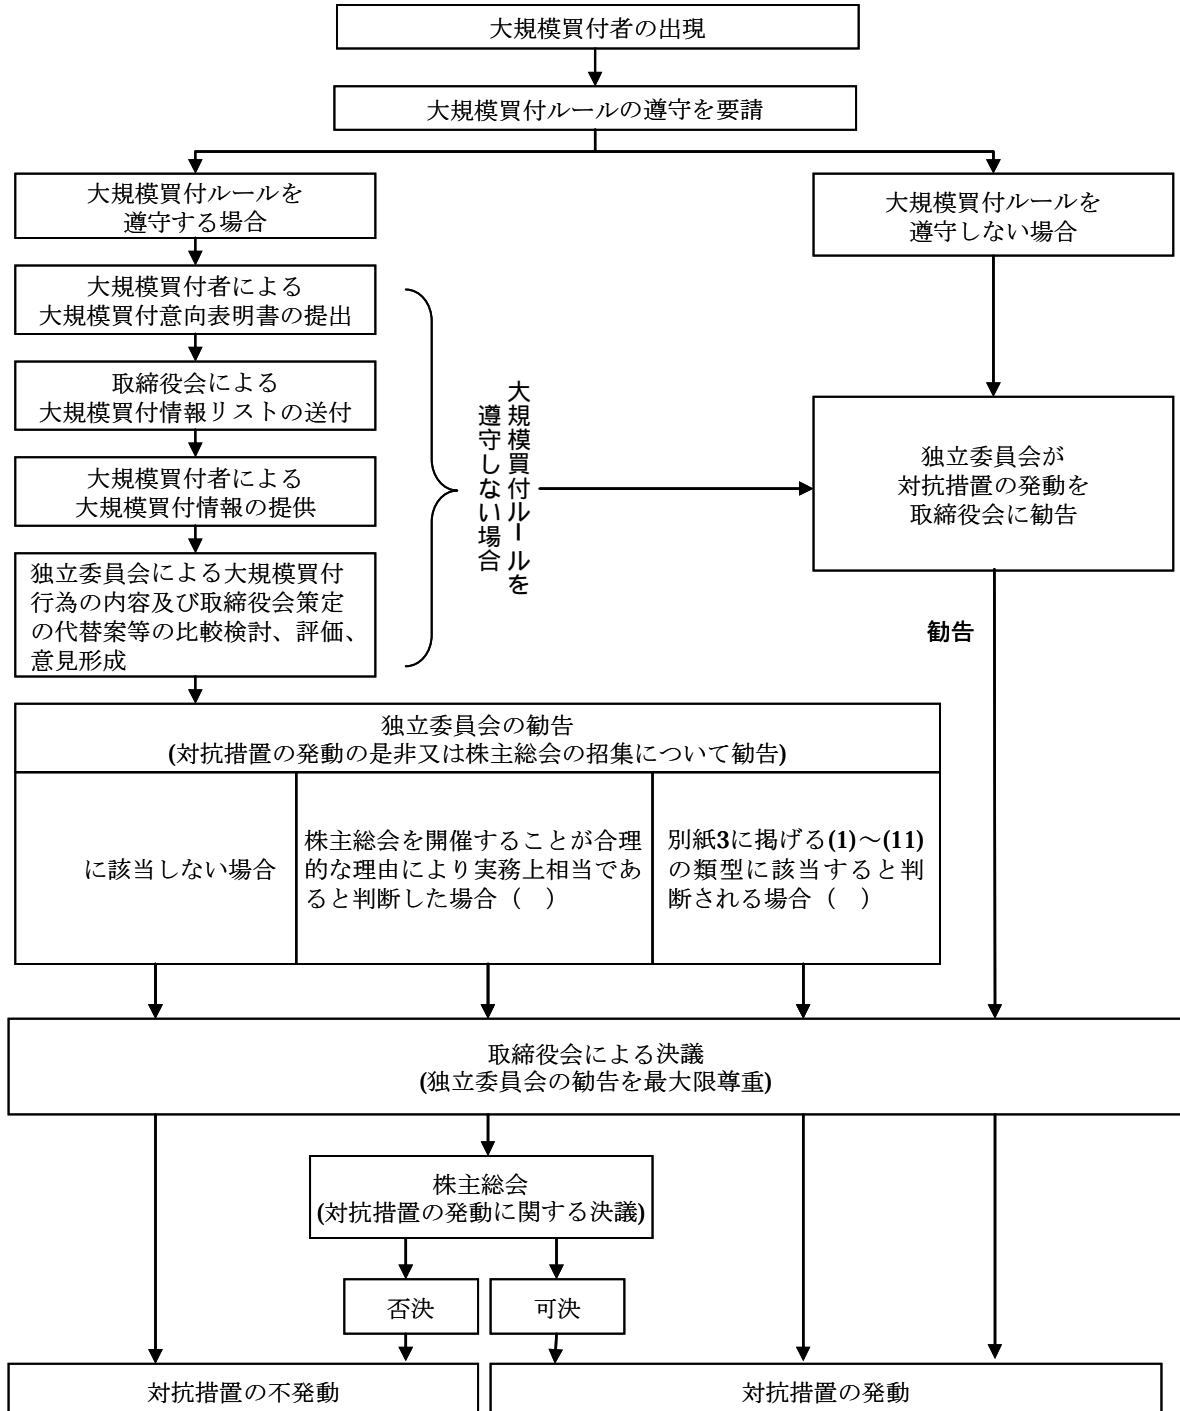 大規模買付者の出現
大規模買付ルールの遵守を要請
大規模買付ルールを
遵守する場合
大規模買付ルールを
遵守しない場合
大規模買付者による
大規模買付意向表明書の提出
取締役会による
大規模買付情報リストの送付
大規模買付者による
大規模買付情報の提供
独立委員会による大規模買付
行為の内容及び取締役会策定
の代替案等の比較検討、評価、
意見形成
大規模買付ルールを
遵守しない場合
独立委員会が
対抗措置の発動を
取締役会に勧告
勧告
独立委員会の勧告
(対抗措置の発動の是非又は株主総会の招集について勧告)
に該当しない場合
株主総会を開催することが合理
的な理由により実務上相当であ
ると判断した場合（　）
別紙3に掲げる(1)～(11)
の類型に該当すると判
断される場合（　）
取締役会による決議
(独立委員会の勧告を最大限尊重)
株主総会
(対抗措置の発動に関する決議)
否決
可決
対抗措置の不発動
対抗措置の発動